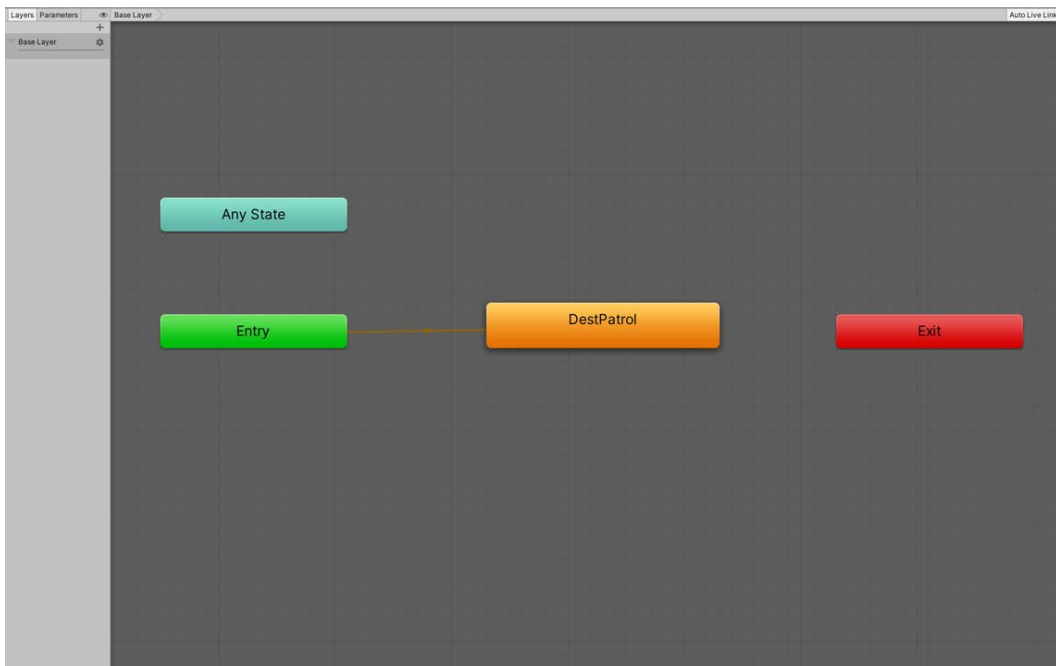 Layers Parameters Base Layer Auto Live Link
Base Layer
Any State
DestPatrol
Entry
Exit